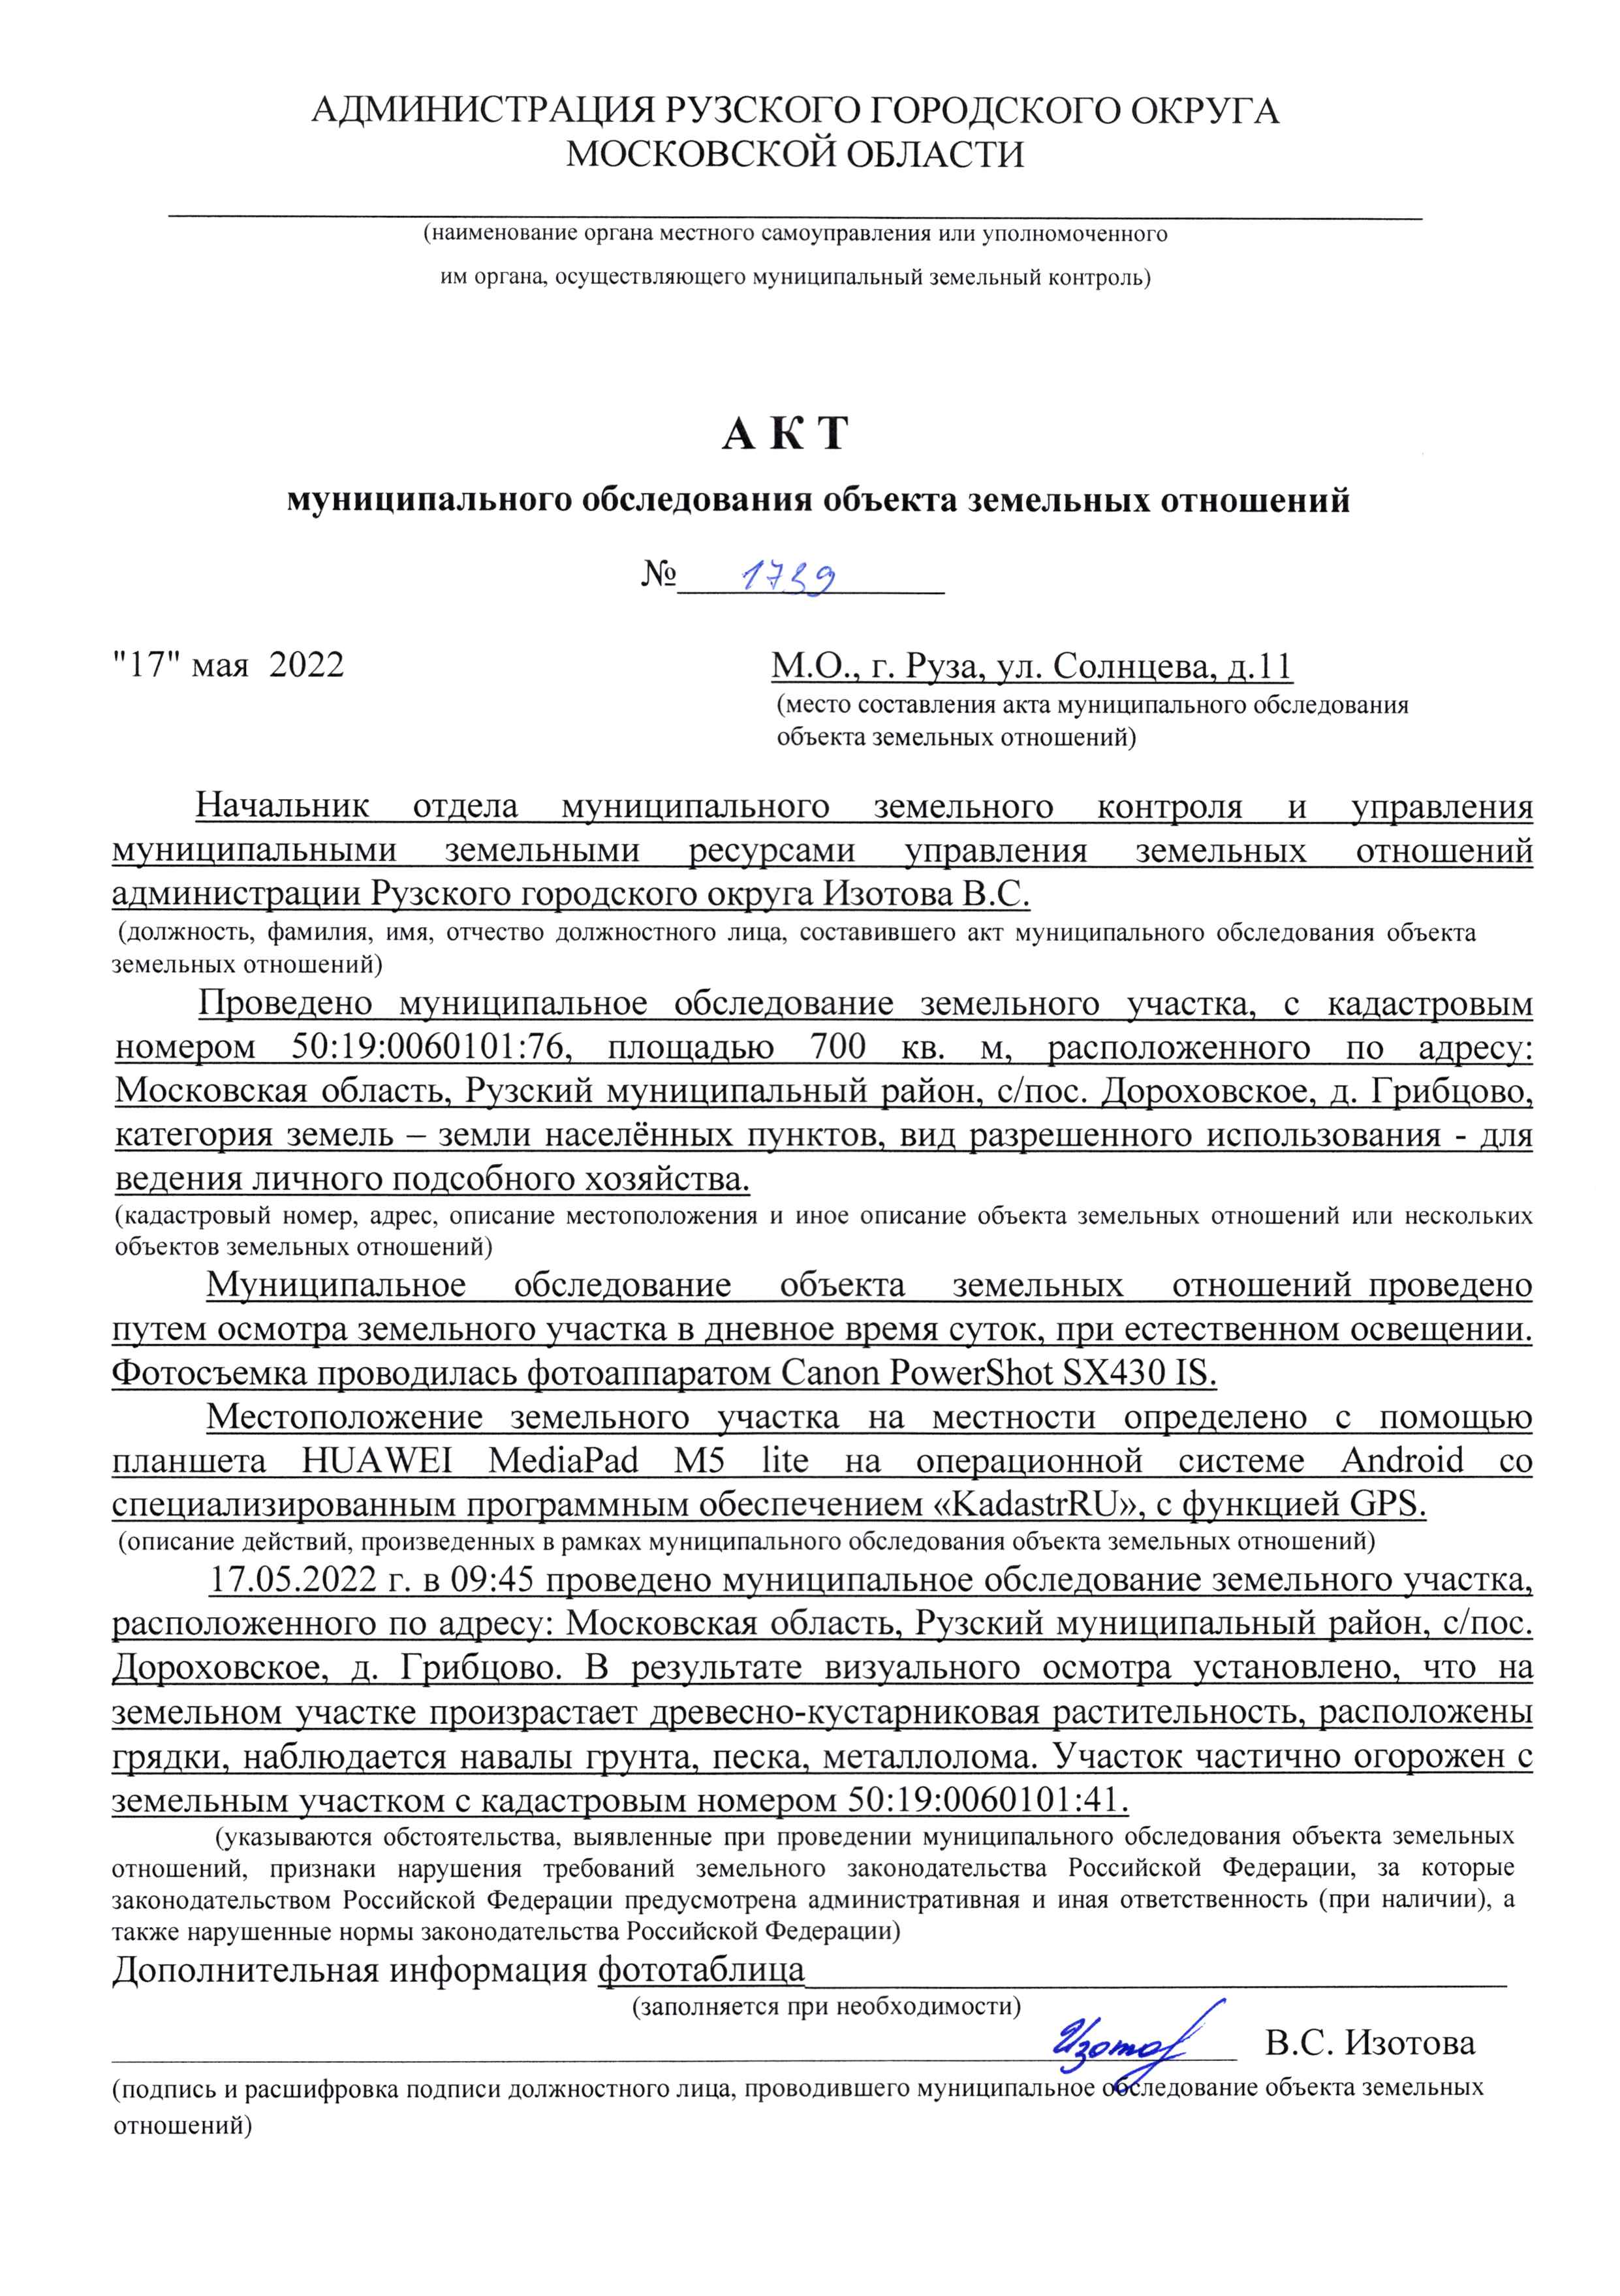 АДМИНИСТРАЦИЯ РУЗСКОГО ГОРОДСКОГО ОКРУГА
МОСКОВСКОЙ ОБЛАСТИ
(наименование органа местного самоуправления или уполномоченного
им органа, осуществляющего муниципальный земельный контроль)
А К Т
муниципального обследования объекта земельных отношений
№
"17" мая 2022
М.О., г. Руза, ул. Солнцева, д.11
(место составления акта муниципального обследования
объекта земельных отношений)
Начальник отдела муниципального земельного контроля и управления
муниципальными земельными ресурсами управления земельных отношений
администрации Рузского городского округа Изотова В.С.
(должность, фамилия, имя, отчество должностного лица, составившего акт муниципального обследования объекта
земельных отношений)
Проведено муниципальное обследование земельного участка, с кадастровым
номером 50:19:0060101:76, площадью 700 кв. м, расположенного по адресу:
Московская область, Рузский муниципальный район, с/пос. Дороховское, д. Грибцово,
категория земель – земли населённых пунктов, вид разрешенного использования - для
ведения личного подсобного хозяйства.
(кадастровый номер, адрес, описание местоположения и иное описание объекта земельных отношений или нескольких
объектов земельных отношений)
Муниципальное обследование объекта земельных отношений проведено
путем осмотра земельного участка в дневное время суток, при естественном освещении.
Фотосъемка проводилась фотоаппаратом Canon PowerShot SX430 IS.
Местоположение земельного участка на местности определено с помощью
планшета HUAWEI MediaPad M5 lite на операционной системе Android со
специализированным программным обеспечением «KadastrRU», с функцией GPS.
(описание действий, произведенных в рамках муниципального обследования объекта земельных отношений)
17.05.2022 г. в 09:45 проведено муниципальное обследование земельного участка,
расположенного по адресу: Московская область, Рузский муниципальный район, с/пос.
Дороховское, д. Грибцово. В результате визуального осмотра установлено, что на
земельном участке произрастает древесно-кустарниковая растительность, расположены
грядки, наблюдается навалы грунта, песка, металлолома. Участок частично огорожен с
земельным участком с кадастровым номером 50:19:0060101:41.
(указываются обстоятельства, выявленные при проведении муниципального обследования объекта земельных
отношений, признаки нарушения требований земельного законодательства Российской Федерации, за которые
законодательством Российской Федерации предусмотрена административная и иная ответственность (при наличии), а
также нарушенные нормы законодательства Российской Федерации)
Дополнительная информация фототаблица
(заполняется при необходимости)
В.С. Изотова
(подпись и расшифровка подписи должностного лица, проводившего муниципальное обследование объекта земельных
отношений)